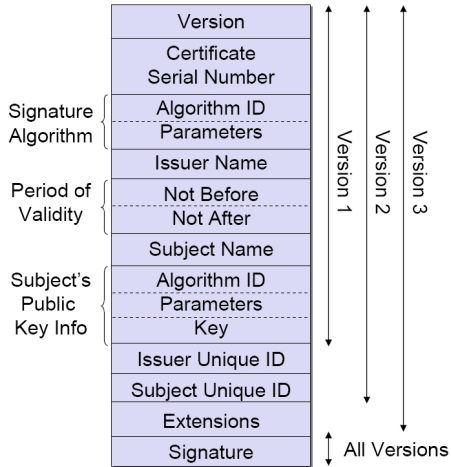 Version
Certificate
Serial Number
Signature
Algorithm
Algorithm ID
Parameters
Issuer Name
Period of
Validity
Not Before
Not After
Subject Name
Subject's
Public
Key Info
Algorithm ID
Parameters
Key
Issuer Unique ID
Subject Unique ID
Extensions
Signature
Version 1
Version 2
Version 3
All Versions